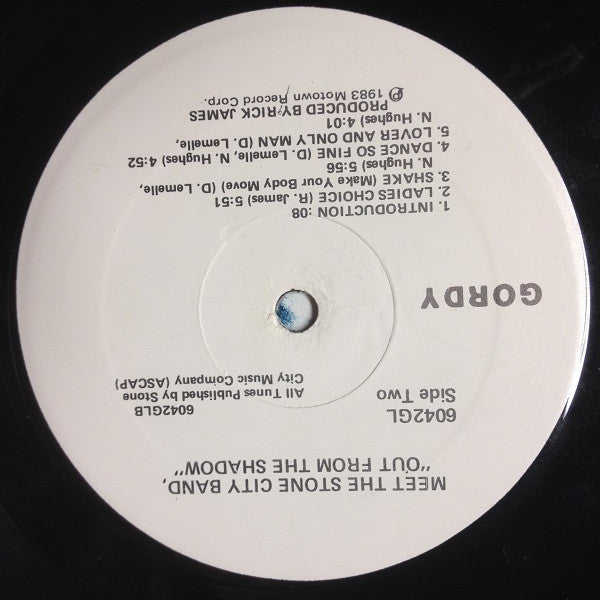 MEET THE STONE CITY BAND,
"OUT FROM THE SHADOW"
6042GL
Side Two
6042GLB
All Tunes Published by Stone
City Music Company (ASCAP)
GORDY
1. INTRODUCTION :08
2. LADIES CHOICE (R. James) 5:51
3. SHAKE (Make Your Body Move) (D. Lemelle,
N. Hughes) 5:56
4. DANCE SO FINE (D. Lemelle, N. Hughes) 4:52
5. LOVER AND ONLY MAN (D. Lemelle,
N. Hughes) 4:01
PRODUCED BY RICK JAMES
℗ 1983 Motown Record Corp.